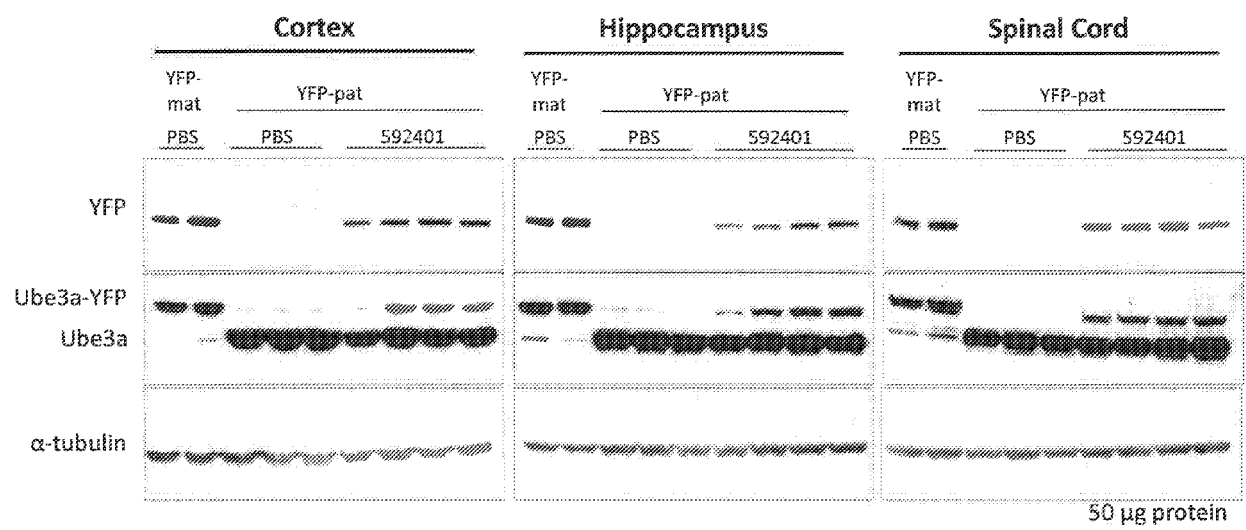 Cortex Hippocampus Spinal Cord
YFP- YFP- YFP-
mat YFP-pat mat YFP-pat mat YFP-pat
PBS PBS 592401 PBS PBS 592401 PBS PBS 592401
YFP
Ube3a-YFP
Ube3a
α-tubulin
50 µg protein